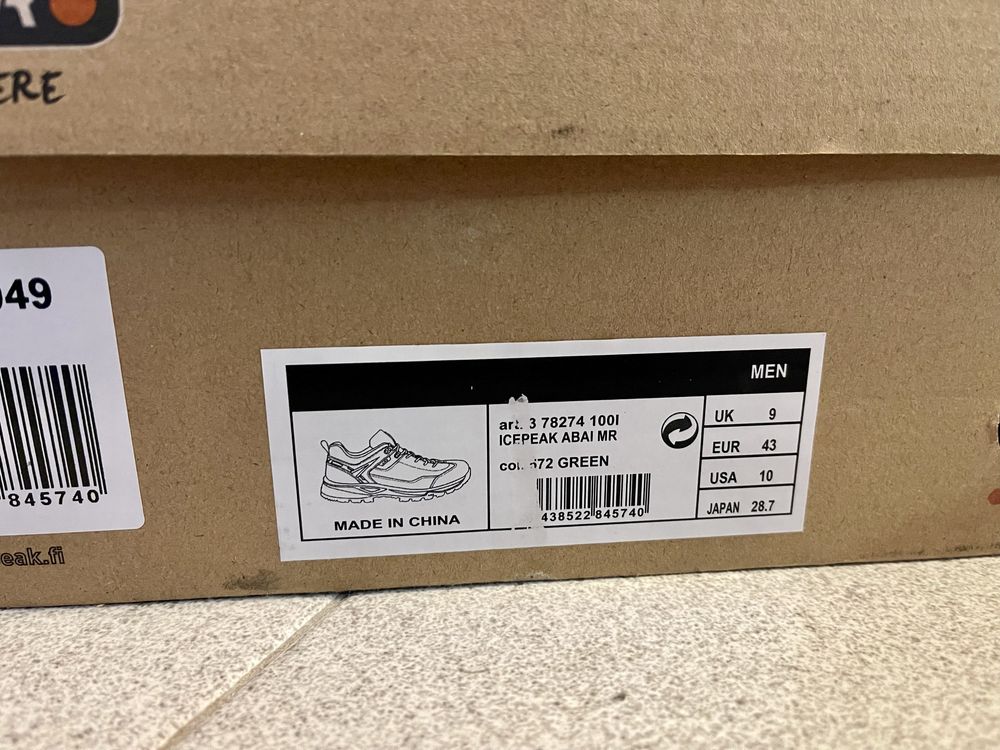 ERE
049
845740
eak.fi
MEN
art. 3 78274 100I
ICEPEAK ABAI MR
col. 572 GREEN
438522 845740
MADE IN CHINA
UK 9
EUR 43
USA 10
JAPAN 28.7